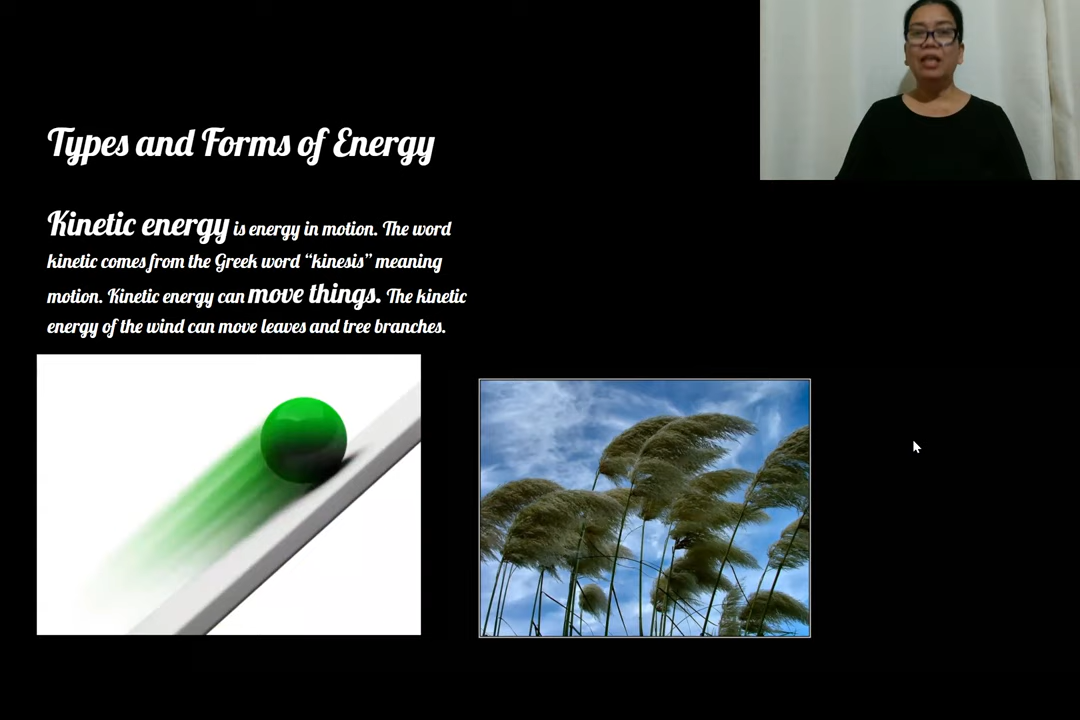 Types and Forms of Energy
Kinetic energy is energy in motion. The word
kinetic comes from the Greek word “kinesis” meaning
motion. Kinetic energy can move things. The kinetic
energy of the wind can move leaves and tree branches.